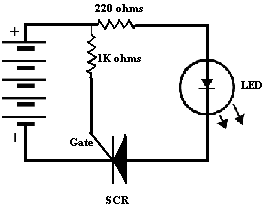 220 ohms
+
1K ohms
LED
Gate
–
SCR